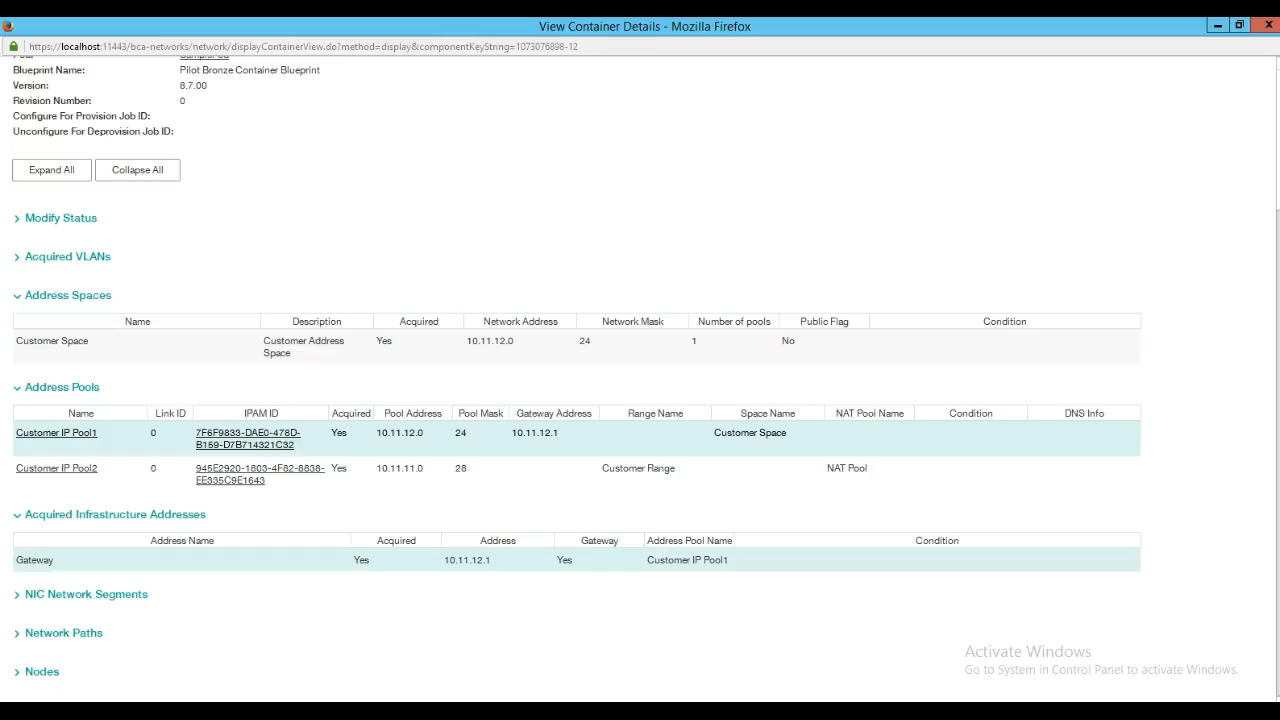 View Container Details - Mozilla Firefox
https://localhost:11443/bca-networks/network/displayContainerView.do?method=display&componentKeyString=1073076898-12
Blueprint Name: Pilot Bronze Container Blueprint
Version: 8.7.00
Revision Number: 0
Configure For Provision Job ID:
Unconfigure For Deprovision Job ID:
Expand All Collapse All
Modify Status
Acquired VLANs
Address Spaces
Name Description Acquired Network Address Network Mask Number of pools Public Flag Condition
Customer Space Customer Address Yes 10.11.12.0 24 1 No
Space
Address Pools
Name Link ID IPAM ID Acquired Pool Address Pool Mask Gateway Address Range Name Space Name NAT Pool Name Condition DNS Info
Customer IP Pool1 0 7F6F9833-DAE0-478D- Yes 10.11.12.0 24 10.11.12.1 Customer Space
B159-D7B714321C32
Customer IP Pool2 0 945E2920-1803-4F82-8838- Yes 10.11.11.0 28 Customer Range NAT Pool
EE335C9E1643
Acquired Infrastructure Addresses
Address Name Acquired Address Gateway Address Pool Name Condition
Gateway Yes 10.11.12.1 Yes Customer IP Pool1
NIC Network Segments
Network Paths
Nodes
Activate Windows
Go to System in Control Panel to activate Windows.